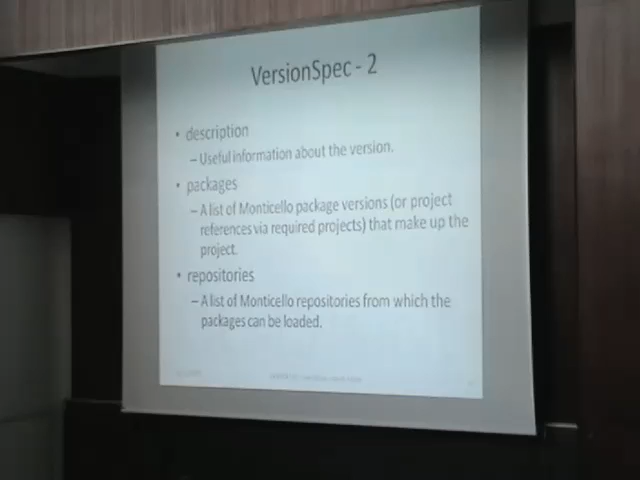 VersionSpec - 2
• description
– Useful information about the version.
• packages
– A list of Monticello package versions (or project
references via required projects) that make up the
project.
• repositories
– A list of Monticello repositories from which the
packages can be loaded.